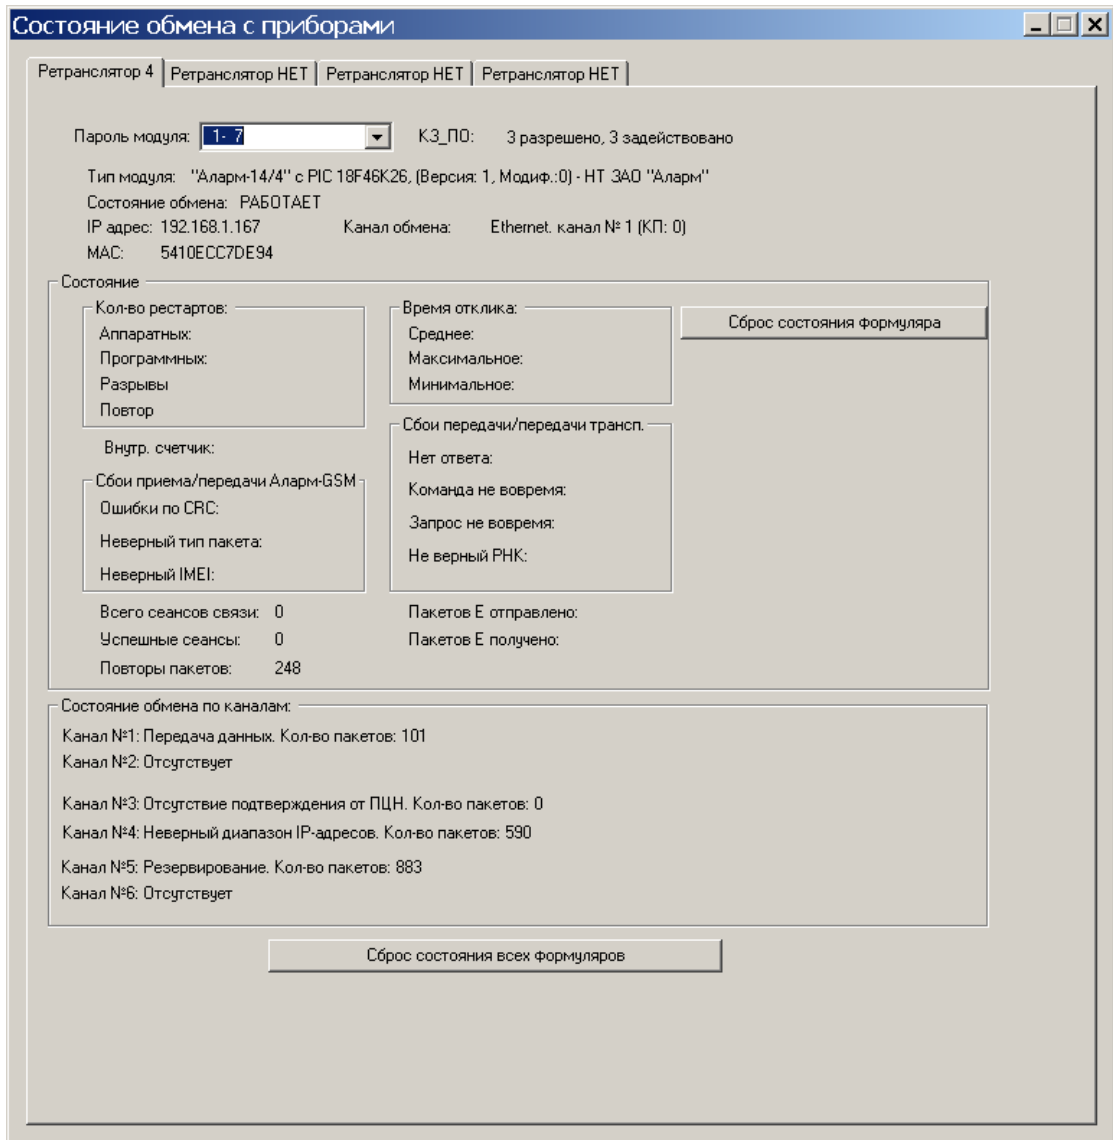 Состояние обмена с приборами
Ретранслятор 4 Ретранслятор НЕТ Ретранслятор НЕТ Ретранслятор НЕТ
Пароль модуля: 1- 7 КЗ_ПО: 3 разрешено, 3 задействовано
Тип модуля: "Аларм-14/4" с PIC 18F46K26, (Версия: 1, Модиф.:0) - НТ ЗАО "Аларм"
Состояние обмена: РАБОТАЕТ
IP адрес: 192.168.1.167 Канал обмена: Ethernet. канал № 1 (КП: 0)
MAC: 5410ECC7DE94
Состояние
Кол-во рестартов:
Аппаратных:
Программных:
Разрывы
Повтор
Время отклика:
Среднее:
Максимальное:
Минимальное:
Сброс состояния формуляра
Внутр. счетчик:
Сбои приема/передачи Аларм-GSM
Ошибки по CRC:
Неверный тип пакета:
Неверный IMEI:
Сбои передачи/передачи трансп.
Нет ответа:
Команда не вовремя:
Запрос не вовремя:
Не верный РНК:
Всего сеансов связи: 0
Успешные сеансы: 0
Повторы пакетов: 248
Пакетов Е отправлено:
Пакетов Е получено:
Состояние обмена по каналам:
Канал №1: Передача данных. Кол-во пакетов: 101
Канал №2: Отсутствует
Канал №3: Отсутствие подтверждения от ПЦН. Кол-во пакетов: 0
Канал №4: Неверный диапазон IP-адресов. Кол-во пакетов: 590
Канал №5: Резервирование. Кол-во пакетов: 883
Канал №6: Отсутствует
Сброс состояния всех формуляров